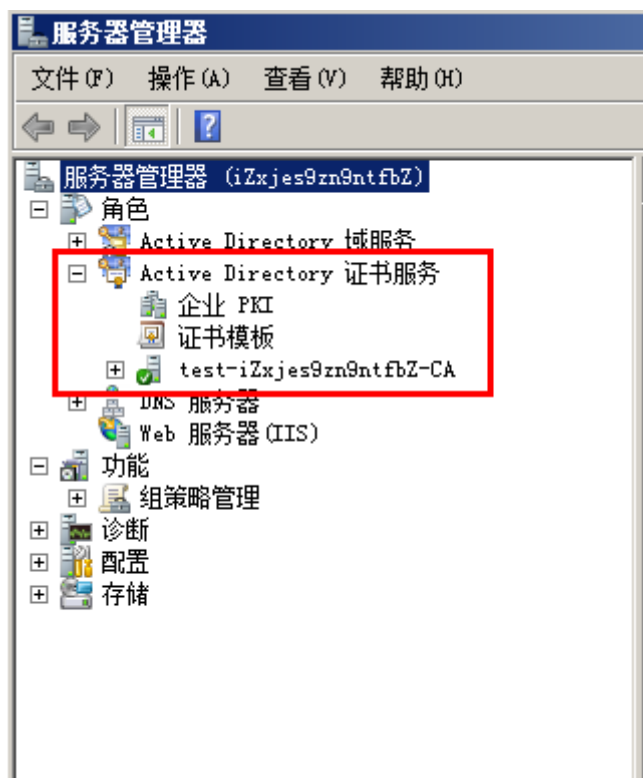 服务器管理器
文件(F) 操作(A) 查看(V) 帮助(H)
服务器管理器 (iZxjes9zn9ntfbZ)
角色
Active Directory 域服务
Active Directory 证书服务
企业 PKI
证书模板
test-iZxjes9zn9ntfbZ-CA
DNS 服务器
Web 服务器(IIS)
功能
组策略管理
诊断
配置
存储